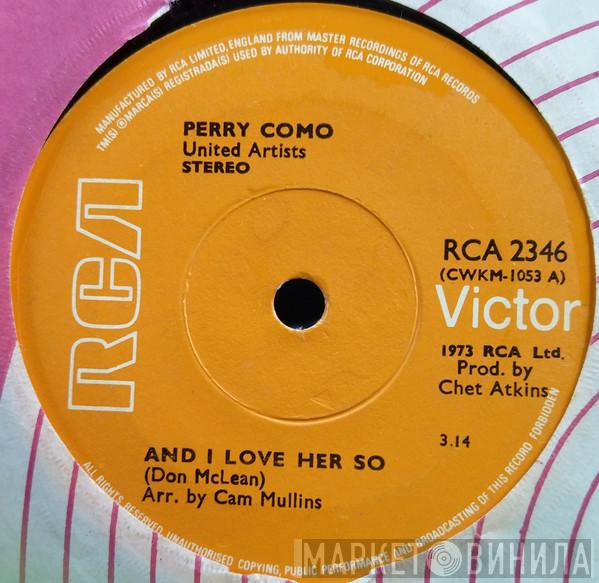 MANUFACTURED BY RCA LIMITED, ENGLAND FROM MASTER RECORDINGS OF RCA RECORDS
TM(S) ® MARCA(S) REGISTRADA(S) USED BY AUTHORITY OF RCA CORPORATION
PERRY COMO
United Artists
STEREO
RCA
RCA 2346
(CWKM-1053 A)
Victor
1973 RCA Ltd.
Prod. by
Chet Atkins
3.14
AND I LOVE HER SO
(Don McLean)
Arr. by Cam Mullins
ALL RIGHTS RESERVED. UNAUTHORISED COPYING, PUBLIC PERFORMANCE AND BROADCASTING OF THIS RECORD FORBIDDEN
МАРКЕТ ВИНИЛА